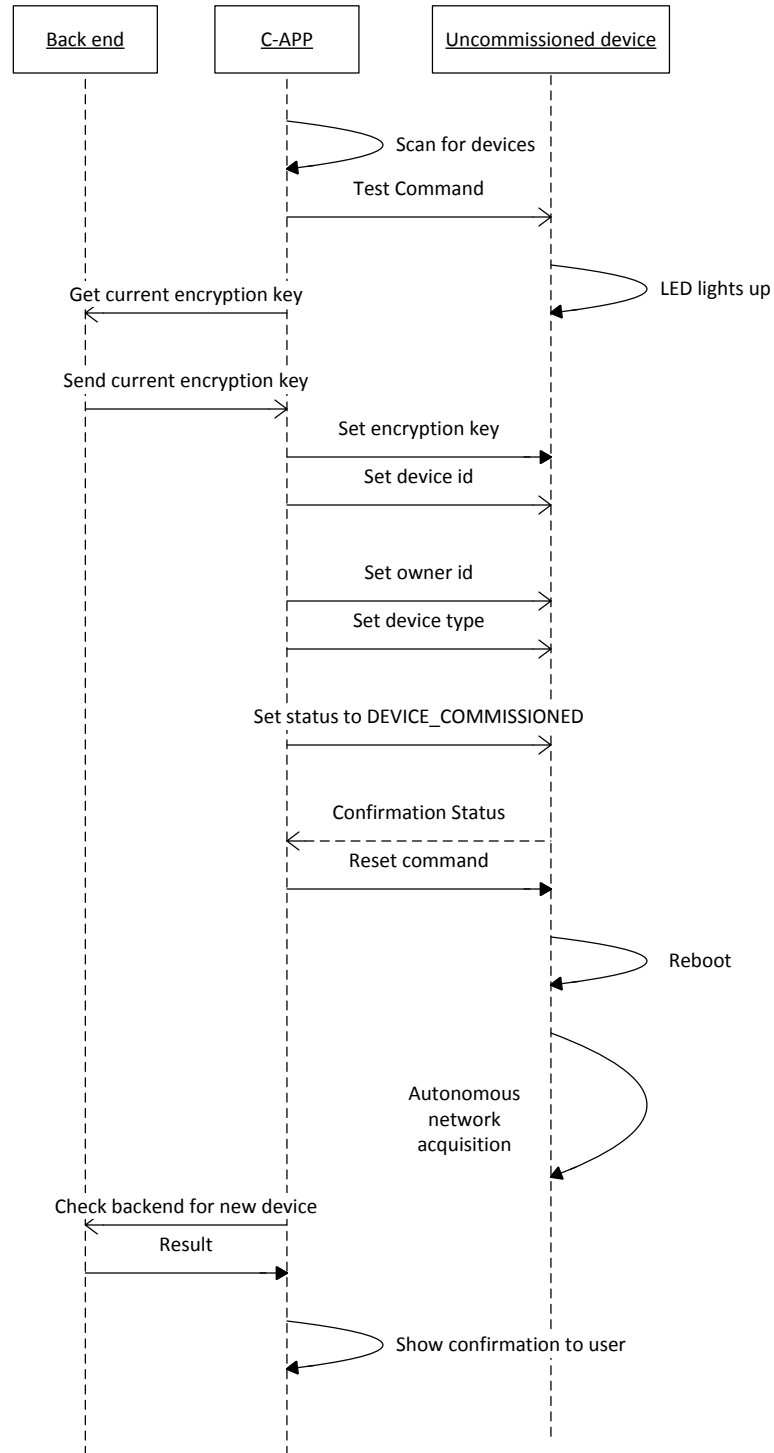 Back end
C-APP
Uncommissioned device
Scan for devices
Test Command
LED lights up
Get current encryption key
Send current encryption key
Set encryption key
Set device id
Set owner id
Set device type
Set status to DEVICE_COMMISSIONED
Confirmation Status
Reset command
Reboot
Autonomous
network
acquisition
Check backend for new device
Result
Show confirmation to user